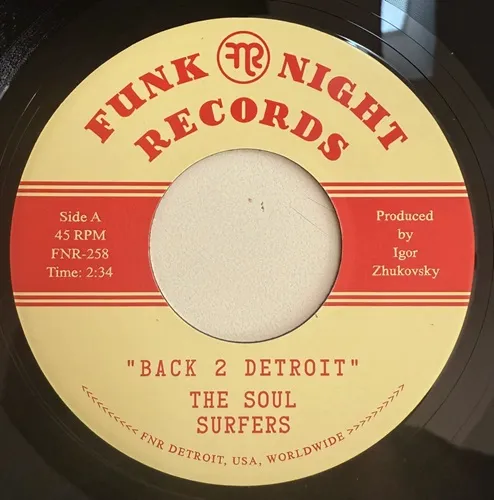 FUNK NIGHT
RECORDS
FNR
Side A
45 RPM
FNR-258
Time: 2:34
Produced
by
Igor
Zhukovsky
"BACK 2 DETROIT"
THE SOUL
SURFERS
<<<<<<<< FNR DETROIT, USA, WORLDWIDE >>>>>>>>